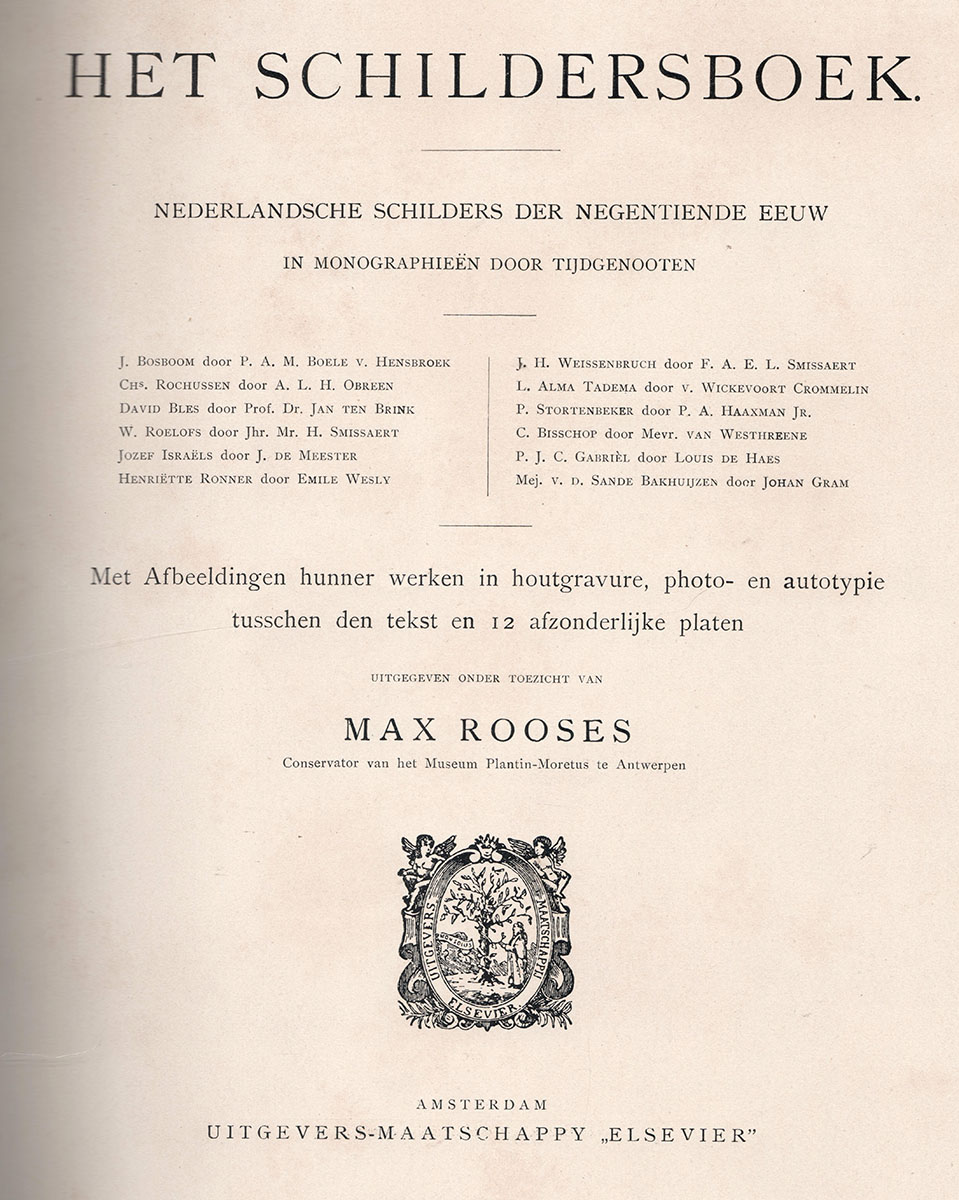 HET SCHILDERSBOEK.
NEDERLANDSCHE SCHILDERS DER NEGENTIENDE EEUW
IN MONOGRAPHIEËN DOOR TIJDGENOOTEN
J. BOSBOOM door P. A. M. BOELE V. HENSBROEK
CHS. ROCHUSSEN door A. L. H. OBREEN
DAVID BLES door Prof. Dr. JAN TEN BRINK
W. ROELOFS door Jhr. Mr. H. SMISSAERT
JOZEF ISRAËLS door J. DE MEESTER
HENRIËTTE RONNER door EMILE WESLY
J. H. WEISSENBRUCH door F. A. E. L. SMISSAERT
L. ALMA TADEMA door V. WICKEVOORT CROMMELIN
P. STORTENBEKER door P. A. HAAXMAN JR.
C. BISSCHOP door Mevr. VAN WESTHREENE
P. J. C. GABRIÈL door LOUIS DE HAES
Mej. V. D. SANDE BAKHUIJZEN door JOHAN GRAM
Met Afbeeldingen hunner werken in houtgravure, photo- en autotypie
tusschen den tekst en 12 afzonderlijke platen
UITGEGEVEN ONDER TOEZICHT VAN
MAX ROOSES
Conservator van het Museum Plantin-Moretus te Antwerpen
UITGEVERS MAATSCHAPPIJ
NON SOLUS
ELSEVIER.
AMSTERDAM
UITGEVERS-MAATSCHAPPY „ELSEVIER”